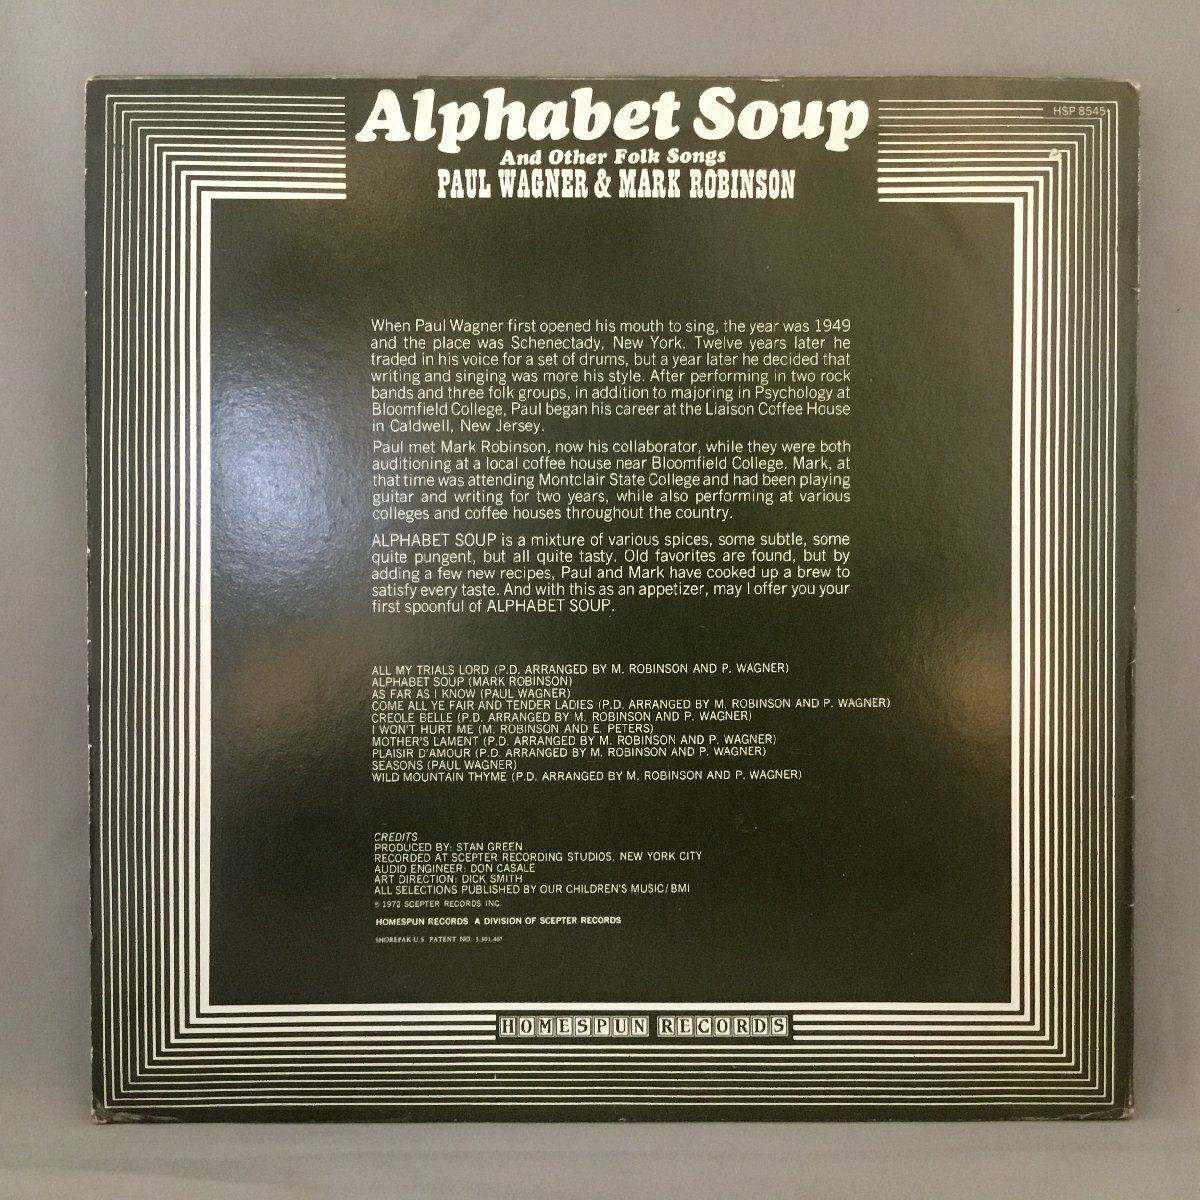 Alphabet Soup
HSP 8545
And Other Folk Songs
PAUL WAGNER & MARK ROBINSON
When Paul Wagner first opened his mouth to sing, the year was 1949
and the place was Schenectady, New York. Twelve years later he
traded in his voice for a set of drums, but a year later he decided that
writing and singing was more his style. After performing in two rock
bands and three folk groups, in addition to majoring in Psychology at
Bloomfield College, Paul began his career at the Liaison Coffee House
in Caldwell, New Jersey.
Paul met Mark Robinson, now his collaborator, while they were both
auditioning at a local coffee house near Bloomfield College. Mark, at
that time was attending Montclair State College and had been playing
guitar and writing for two years, while also performing at various
colleges and coffee houses throughout the country.
ALPHABET SOUP is a mixture of various spices, some subtle, some
quite pungent, but all quite tasty. Old favorites are found, but by
adding a few new recipes, Paul and Mark have cooked up a brew to
satisfy every taste. And with this as an appetizer, may I offer you your
first spoonful of ALPHABET SOUP.
ALL MY TRIALS LORD (P.D. ARRANGED BY M. ROBINSON AND P. WAGNER)
ALPHABET SOUP (MARK ROBINSON)
AS FAR AS I KNOW (PAUL WAGNER)
COME ALL YE FAIR AND TENDER LADIES (P.D. ARRANGED BY M. ROBINSON AND P. WAGNER)
CREOLE BELLE (P.D. ARRANGED BY M. ROBINSON AND P. WAGNER)
I WON'T HURT ME (M. ROBINSON AND E. PETERS)
MOTHER'S LAMENT (P.D. ARRANGED BY M. ROBINSON AND P. WAGNER)
PLAISIR D'AMOUR (P.D. ARRANGED BY M. ROBINSON AND P. WAGNER)
SEASONS (PAUL WAGNER)
WILD MOUNTAIN THYME (P.D. ARRANGED BY M. ROBINSON AND P. WAGNER)
CREDITS
PRODUCED BY: STAN GREEN
RECORDED AT SCEPTER RECORDING STUDIOS, NEW YORK CITY
AUDIO ENGINEER: DON CASALE
ART DIRECTION: DICK SMITH
ALL SELECTIONS PUBLISHED BY OUR CHILDREN'S MUSIC/BMI
℗ 1972 SCEPTER RECORDS INC.
HOMESPUN RECORDS A DIVISION OF SCEPTER RECORDS
SHOREPAK-U.S. PATENT NO. 3,301,467
HOMESPUN RECORDS